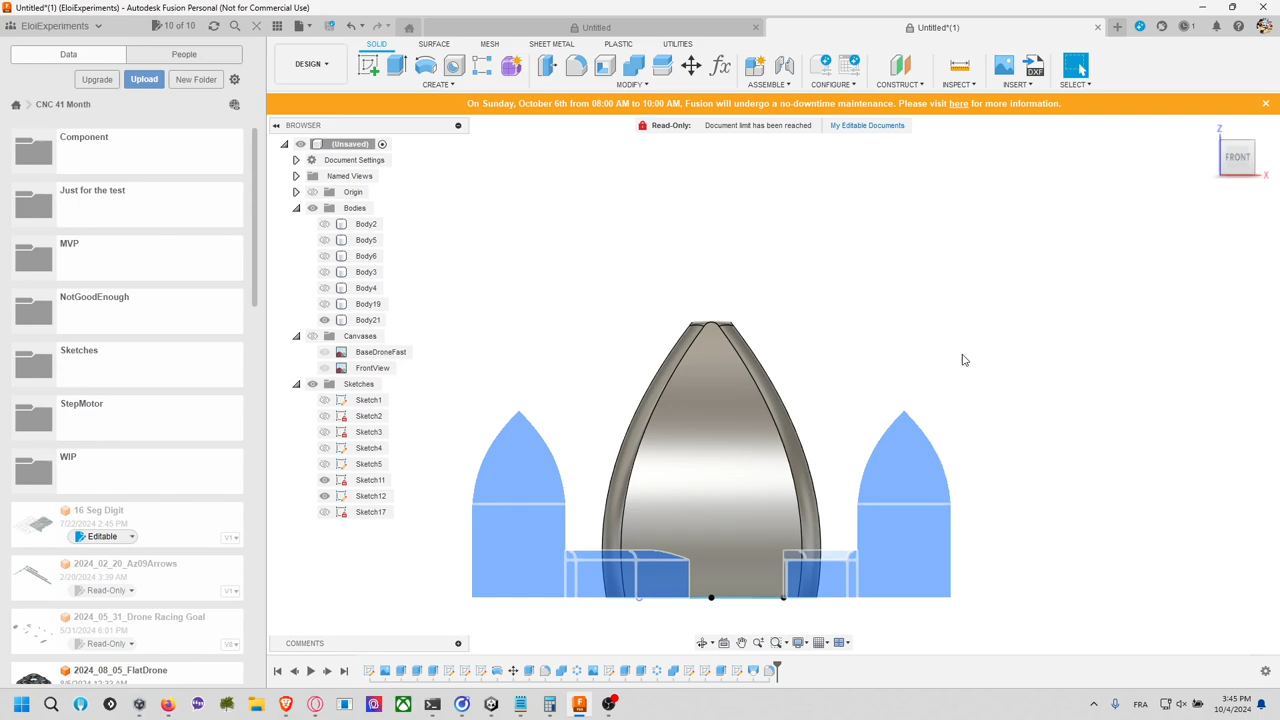 Untitled*(1) (EloiExperiments) - Autodesk Fusion Personal (Not for Commercial Use)
EloiExperiments
10 of 10
Untitled
Untitled*(1)
1
Data
People
Upgrade
Upload
New Folder
CNC 41 Month
Component
Just for the test
MVP
NotGoodEnough
Sketches
StepMotor
WIP
16 Seg Digit
7/22/2024 2:45 PM
Editable
V1
2024_02_20_Az09Arrows
2/20/2024 3:39 AM
Read-Only
V1
2024_05_31_Drone Racing Goal
5/31/2024 6:01 PM
Read-Only
V8
2024_08_05_FlatDrone
DESIGN
SOLID
SURFACE
MESH
SHEET METAL
PLASTIC
UTILITIES
CREATE
MODIFY
ASSEMBLE
CONFIGURE
CONSTRUCT
INSPECT
INSERT
SELECT
On Sunday, October 6th from 08:00 AM to 10:00 AM, Fusion will undergo a no-downtime maintenance. Please visit here for more information.
BROWSER
Read-Only:
Document limit has been reached
My Editable Documents
(Unsaved)
Document Settings
Named Views
Origin
Bodies
Body2
Body5
Body6
Body3
Body4
Body19
Body21
Canvases
BaseDroneFast
FrontView
Sketches
Sketch1
Sketch2
Sketch3
Sketch4
Sketch5
Sketch11
Sketch12
Sketch17
Z
FRONT
X
COMMENTS
FR
3:45 PM
10/4/2024